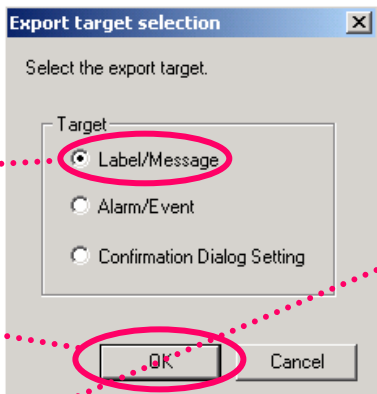 Export target selection
Select the export target.
Target
Label/Message
Alarm/Event
Confirmation Dialog Setting
OK
Cancel